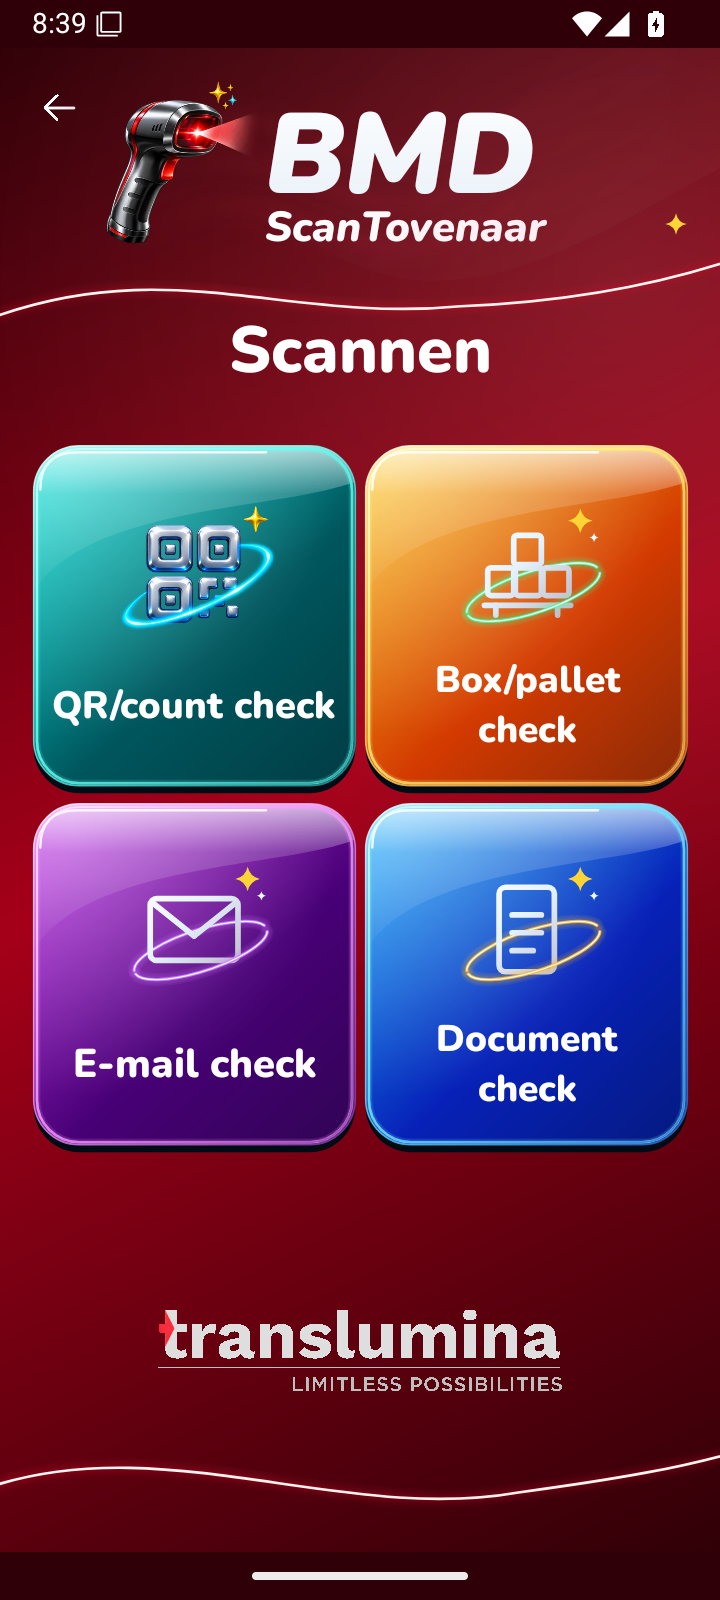 8:39
BMD
ScanTovenaar
Scannen
QR/count check
Box/pallet
check
E-mail check
Document
check
translumina
LIMITLESS POSSIBILITIES